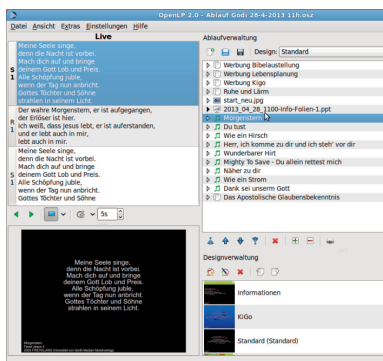 OpenLP 2.0 - Ablauf Godi 28-4-2013 11h.osz
Datei Ansicht Extras Einstellungen Hilfe
Live
Meine Seele singe,
denn die Nacht ist vorbei.
Mach dich auf und bringe
S deinem Gott Lob und Preis.
1 Alle Schöpfung juble,
wenn der Tag nun anbricht.
Gottes Töchter und Söhne
strahlen in seinem Licht.
Der wahre Morgenstern, er ist aufgegangen,
der Erlöser ist hier.
R Ich weiß, dass Jesus lebt, er ist auferstanden,
1 und er lebt auch in mir,
lebt auch in mir.
Meine Seele singe,
denn die Nacht ist vorbei.
Mach dich auf und bringe
S deinem Gott Lob und Preis.
1 Alle Schöpfung juble,
wenn der Tag nun anbricht.
Gottes Töchter und Söhne
5s
Meine Seele singe,
denn die Nacht ist vorbei.
Mach dich auf und bringe
deinem Gott Lob und Preis.
Alle Schöpfung juble,
wenn der Tag nun anbricht.
Gottes Töchter und Söhne
strahlen in seinem Licht.
Morgenstern
Ablaufverwaltung
Design: Standard
Werbung Bibelaustellung
Werbung Lebensplanung
Werbung Kigo
Ruhe und Lärm
start_neu.jpg
2013_04_28_1100-Info-Folien-1.ppt
Morgenstern
Du tust
Wie ein Hirsch
Herr, ich komme zu dir und ich steh' vor dir
Wunderbarer Hirt
Mighty To Save - Du allein rettest mich
Näher zu dir
Wie ein Strom
Dank sei unserm Gott
Das Apostolische Glaubensbekenntnis
Designverwaltung
Informationen
KiGo
Standard (Standard)